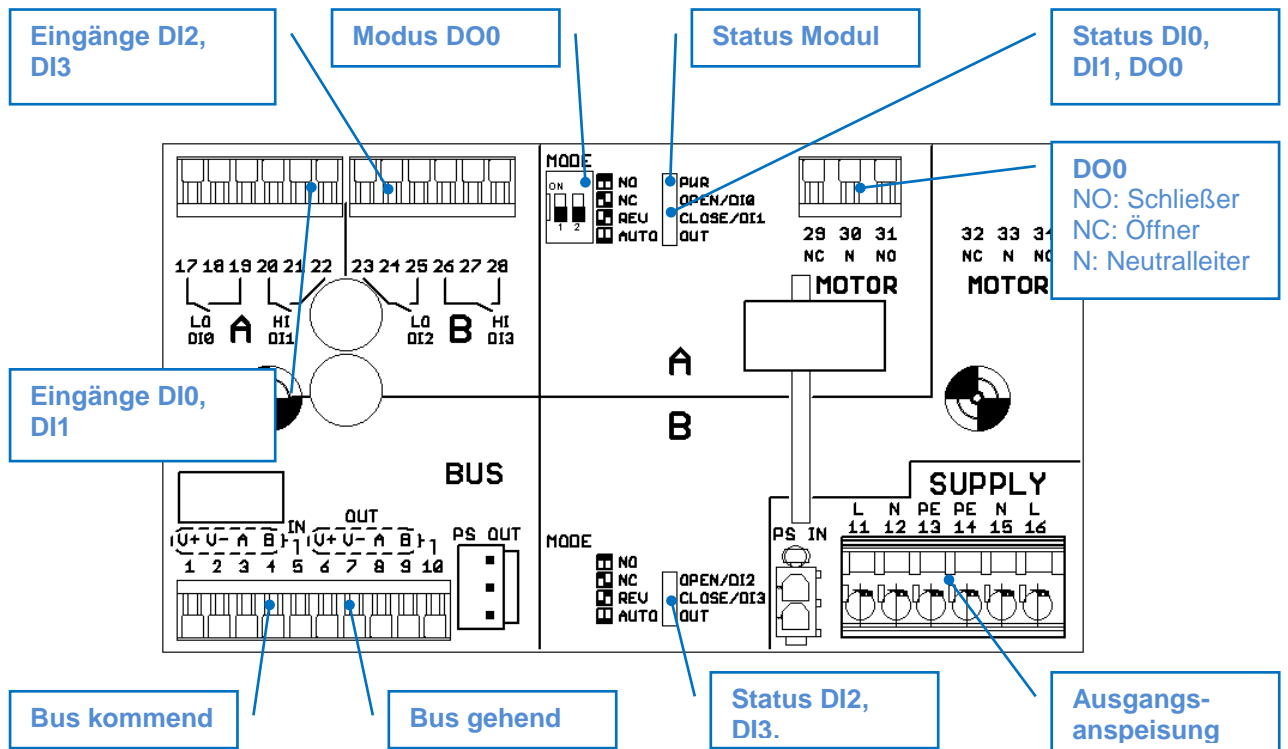 Eingänge DI2,
DI3
Modus DO0
Status Modul
Status DI0,
DI1, DO0
MODE
ON
1 2
NO
NC
REV
AUTO
PWR
OPEN/DI0
CLOSE/DI1
OUT
29 30 31
NC N NO
MOTOR
32 33 34
NC N NO
MOTOR
DO0
NO: Schließer
NC: Öffner
N: Neutralleiter
17 18 19 20 21 22 23 24 25 26 27 28
LO
DI0
A
HI
DI1
LO
DI2
B
HI
DI3
Eingänge DI0,
DI1
A
B
BUS
IN
OUT
V+ V- A B
V+ V- A B
1 2 3 4 5 6 7 8 9 10
PS OUT
MODE
NO
NC
REV
AUTO
OPEN/DI2
CLOSE/DI3
OUT
PS IN
SUPPLY
L N PE PE N L
11 12 13 14 15 16
Bus kommend
Bus gehend
Status DI2,
DI3.
Ausgangs-
anspeisung